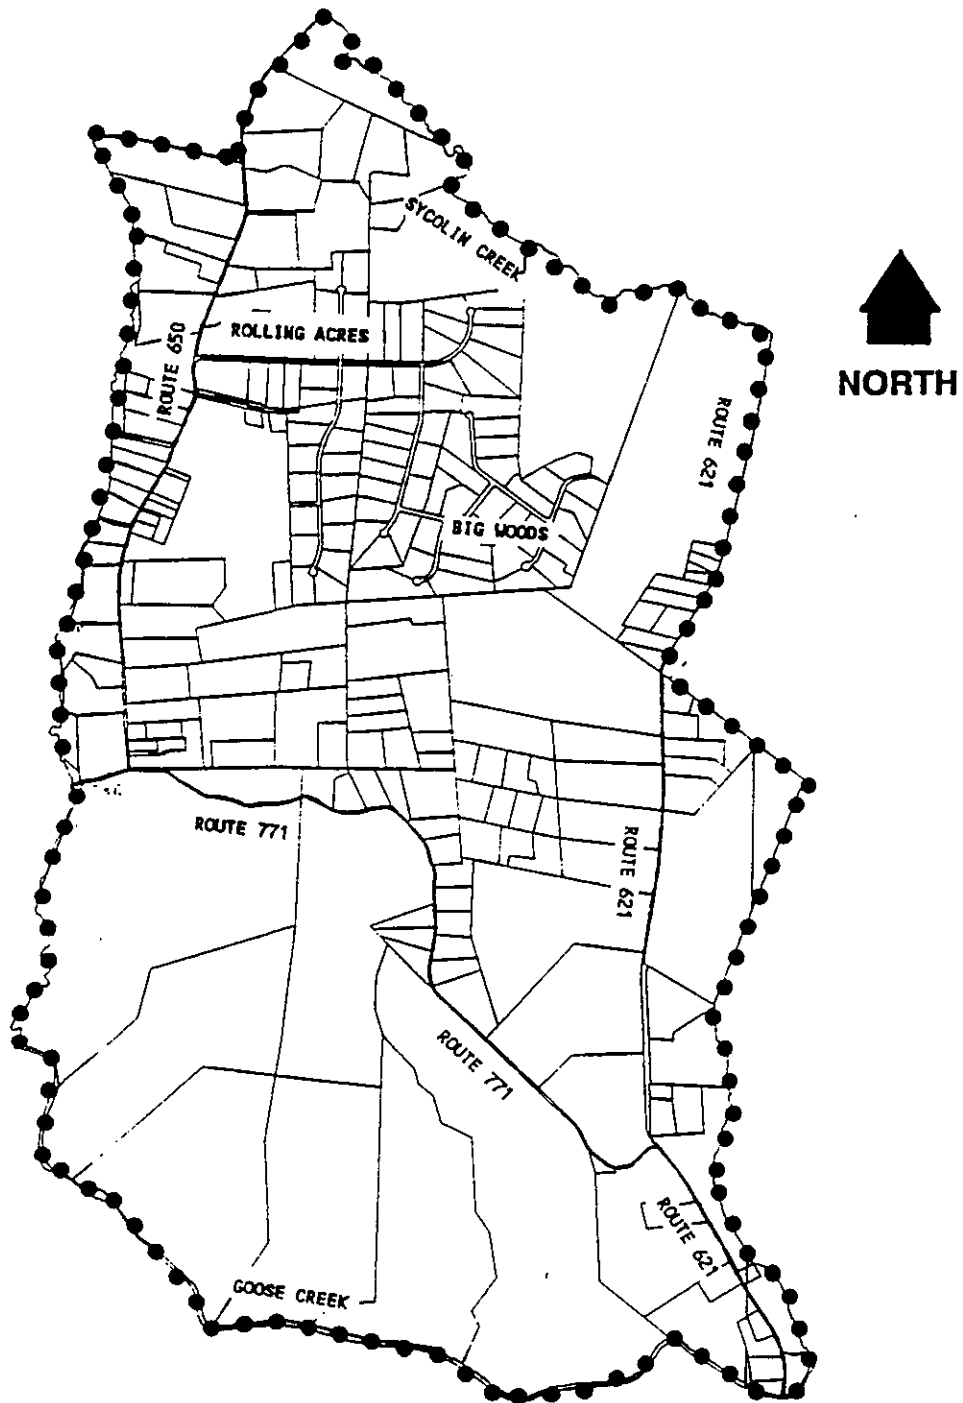 SYCOLIN CREEK
ROLLING ACRES
ROUTE 650
NORTH
ROUTE 621
BIG WOODS
ROUTE 771
ROUTE 621
ROUTE 771
ROUTE 621
GOOSE CREEK